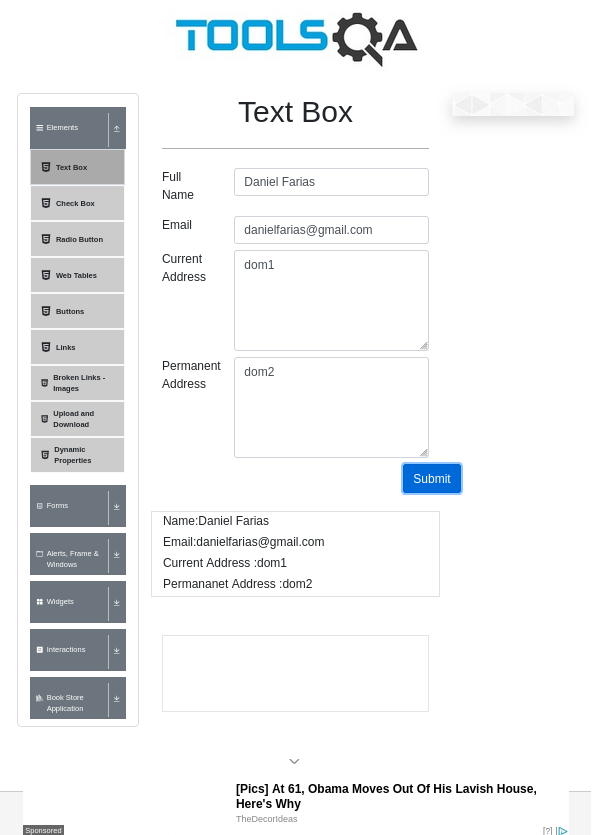 TOOLSQA
Text Box
Elements
Text Box
Check Box
Radio Button
Web Tables
Buttons
Links
Broken Links -
Images
Upload and
Download
Dynamic
Properties
Forms
Alerts, Frame &
Windows
Widgets
Interactions
Book Store
Application
Full
Name
Daniel Farias
Email
danielfarias@gmail.com
Current
Address
dom1
Permanent
Address
dom2
Submit
Name:Daniel Farias
Email:danielfarias@gmail.com
Current Address :dom1
Permananet Address :dom2
[Pics] At 61, Obama Moves Out Of His Lavish House,
Here's Why
TheDecorIdeas
Sponsored
[?]